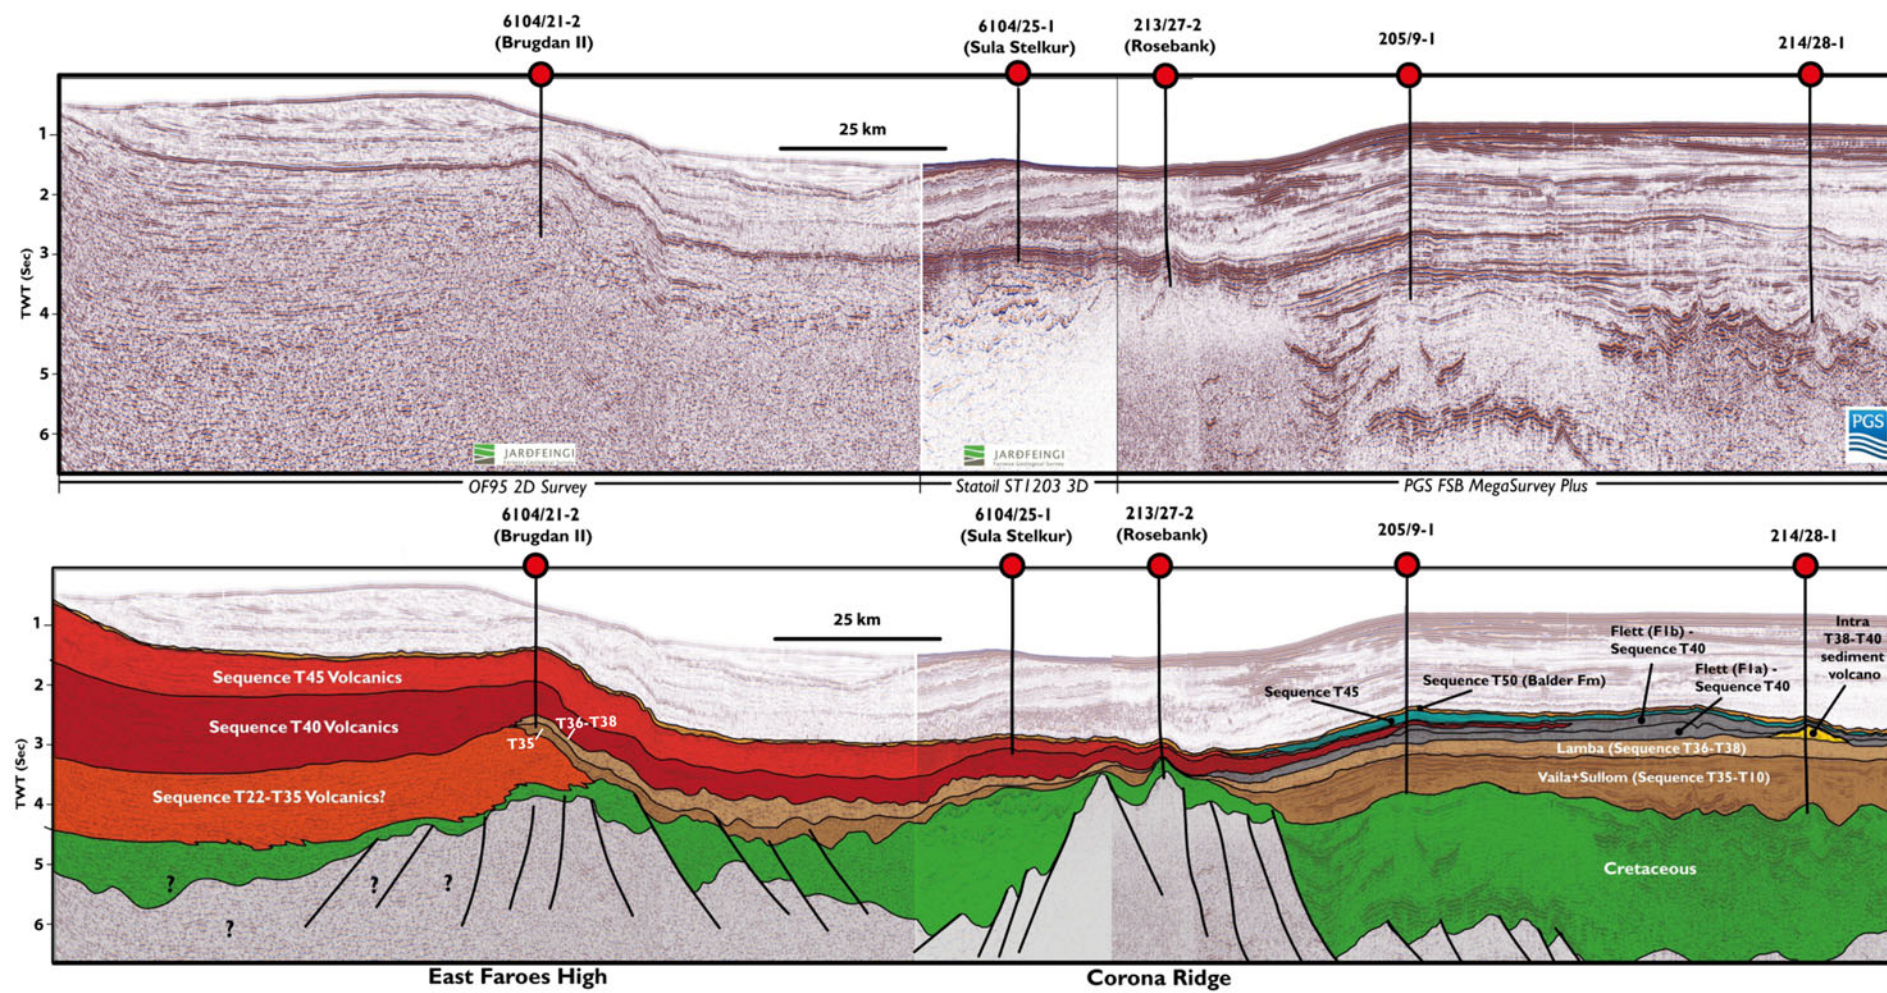 6104/21-2
(Brugdan II)
6104/25-1
(Sula Stelkur)
213/27-2
(Rosebank)
205/9-1
214/28-1
25 km
TWT (Sec)
1
2
3
4
5
6
JARÐFEINGI
Faroese Geological Survey
JARÐFEINGI
Faroese Geological Survey
PGS
OF95 2D Survey
Statoil ST1203 3D
PGS FSB MegaSurvey Plus
6104/21-2
(Brugdan II)
6104/25-1
(Sula Stelkur)
213/27-2
(Rosebank)
205/9-1
214/28-1
25 km
TWT (Sec)
1
2
3
4
5
6
Sequence T45 Volcanics
Sequence T40 Volcanics
Sequence T22-T35 Volcanics?
T36-T38
T35
Sequence T45
Sequence T50 (Balder Fm)
Flett (F1b) -
Sequence T40
Flett (F1a) -
Sequence T40
Intra
T38-T40
sediment
volcano
Lamba (Sequence T36-T38)
Vaila+Sullom (Sequence T35-T10)
Cretaceous
?
?
?
?
East Faroes High
Corona Ridge